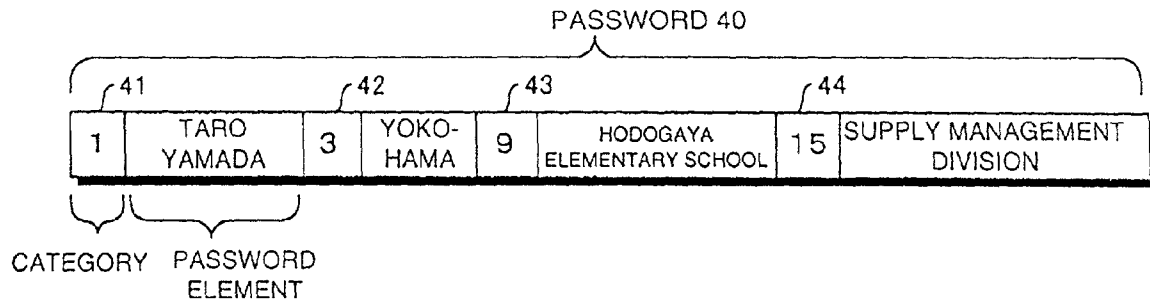 PASSWORD 40
41 42 43 44
1 TARO YAMADA 3 YOKO-HAMA 9 HODOGAYA ELEMENTARY SCHOOL 15 SUPPLY MANAGEMENT DIVISION
CATEGORY PASSWORD ELEMENT